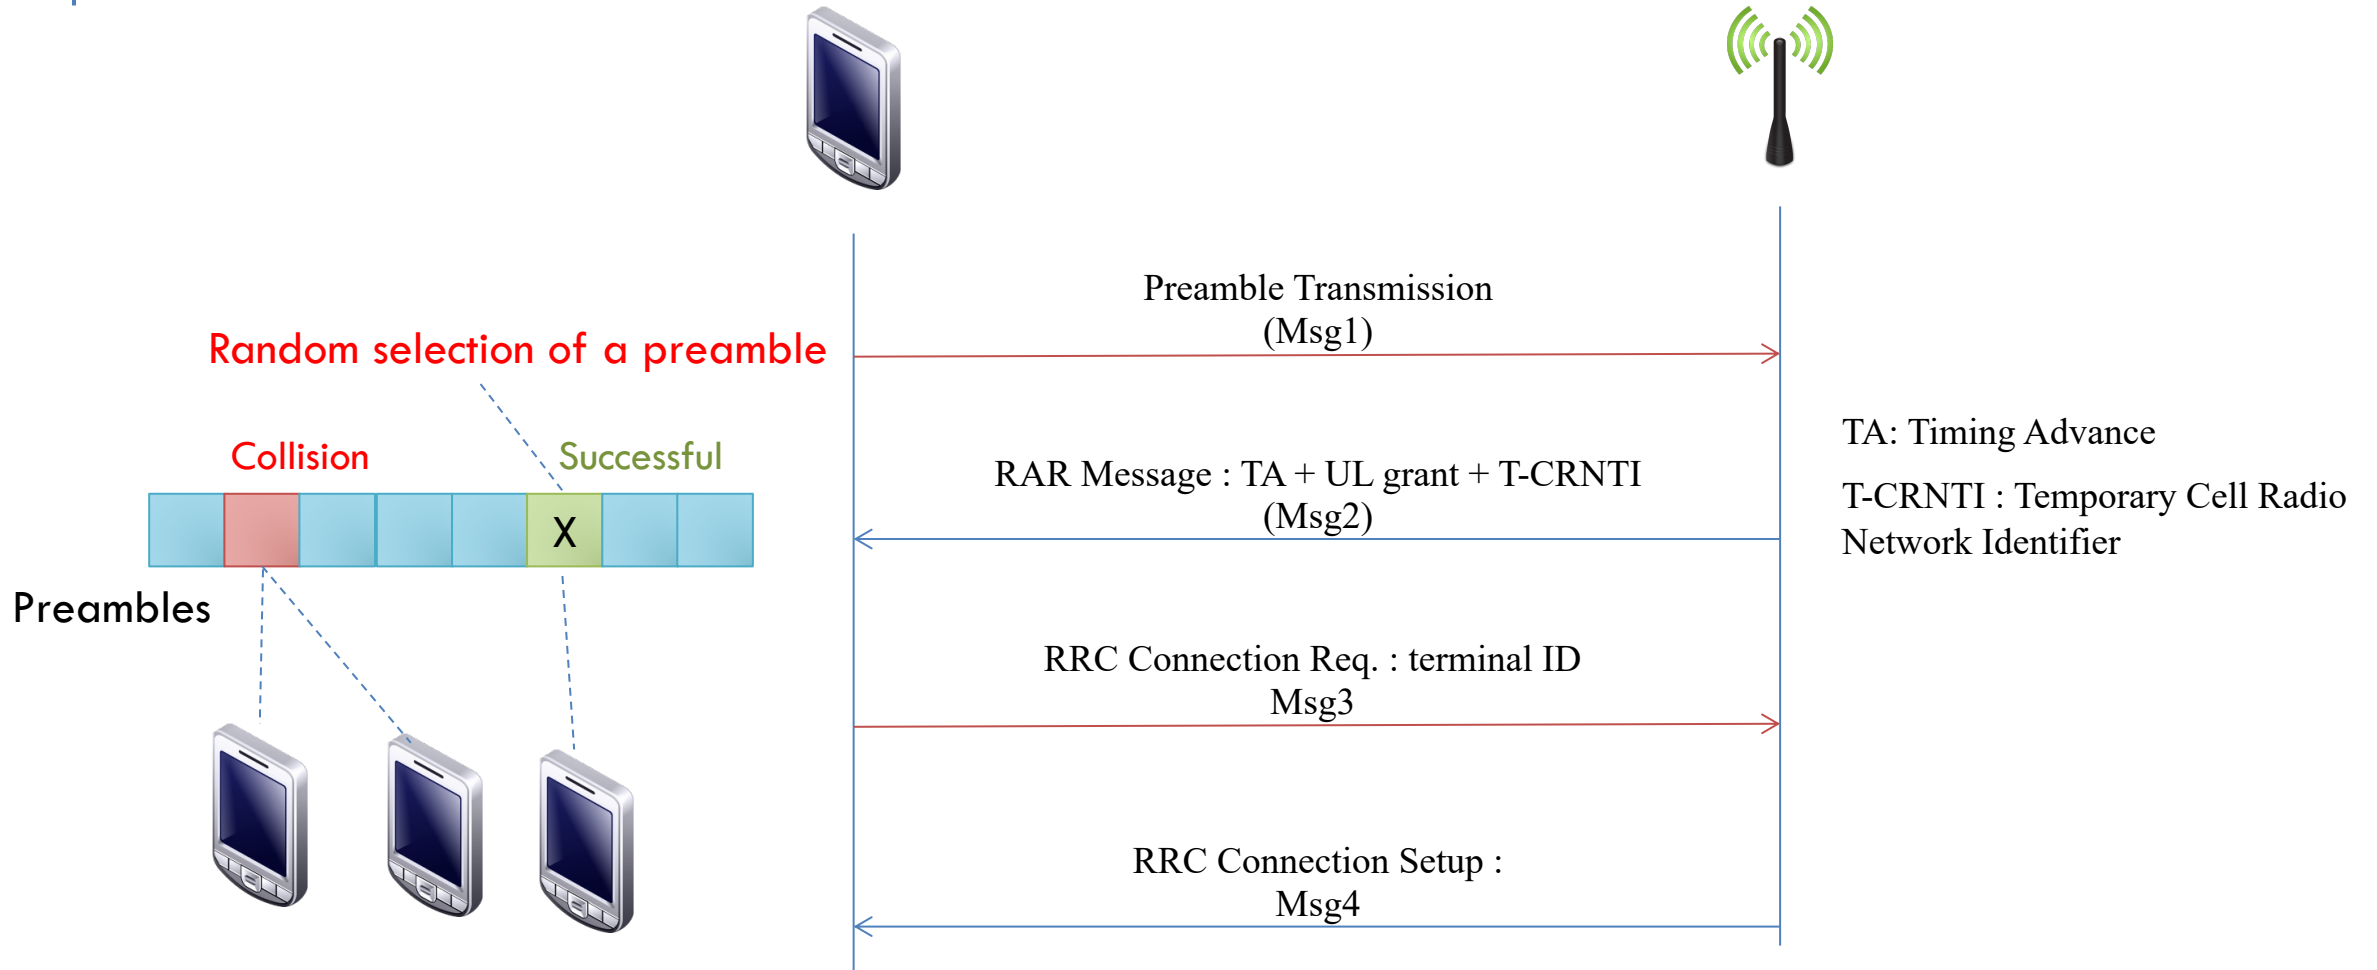 Preamble Transmission
(Msg1)
Random selection of a preamble
Collision
Successful
X
Preambles
RAR Message : TA + UL grant + T-CRNTI
(Msg2)
TA: Timing Advance
T-CRNTI : Temporary Cell Radio
Network Identifier
RRC Connection Req. : terminal ID
Msg3
RRC Connection Setup :
Msg4